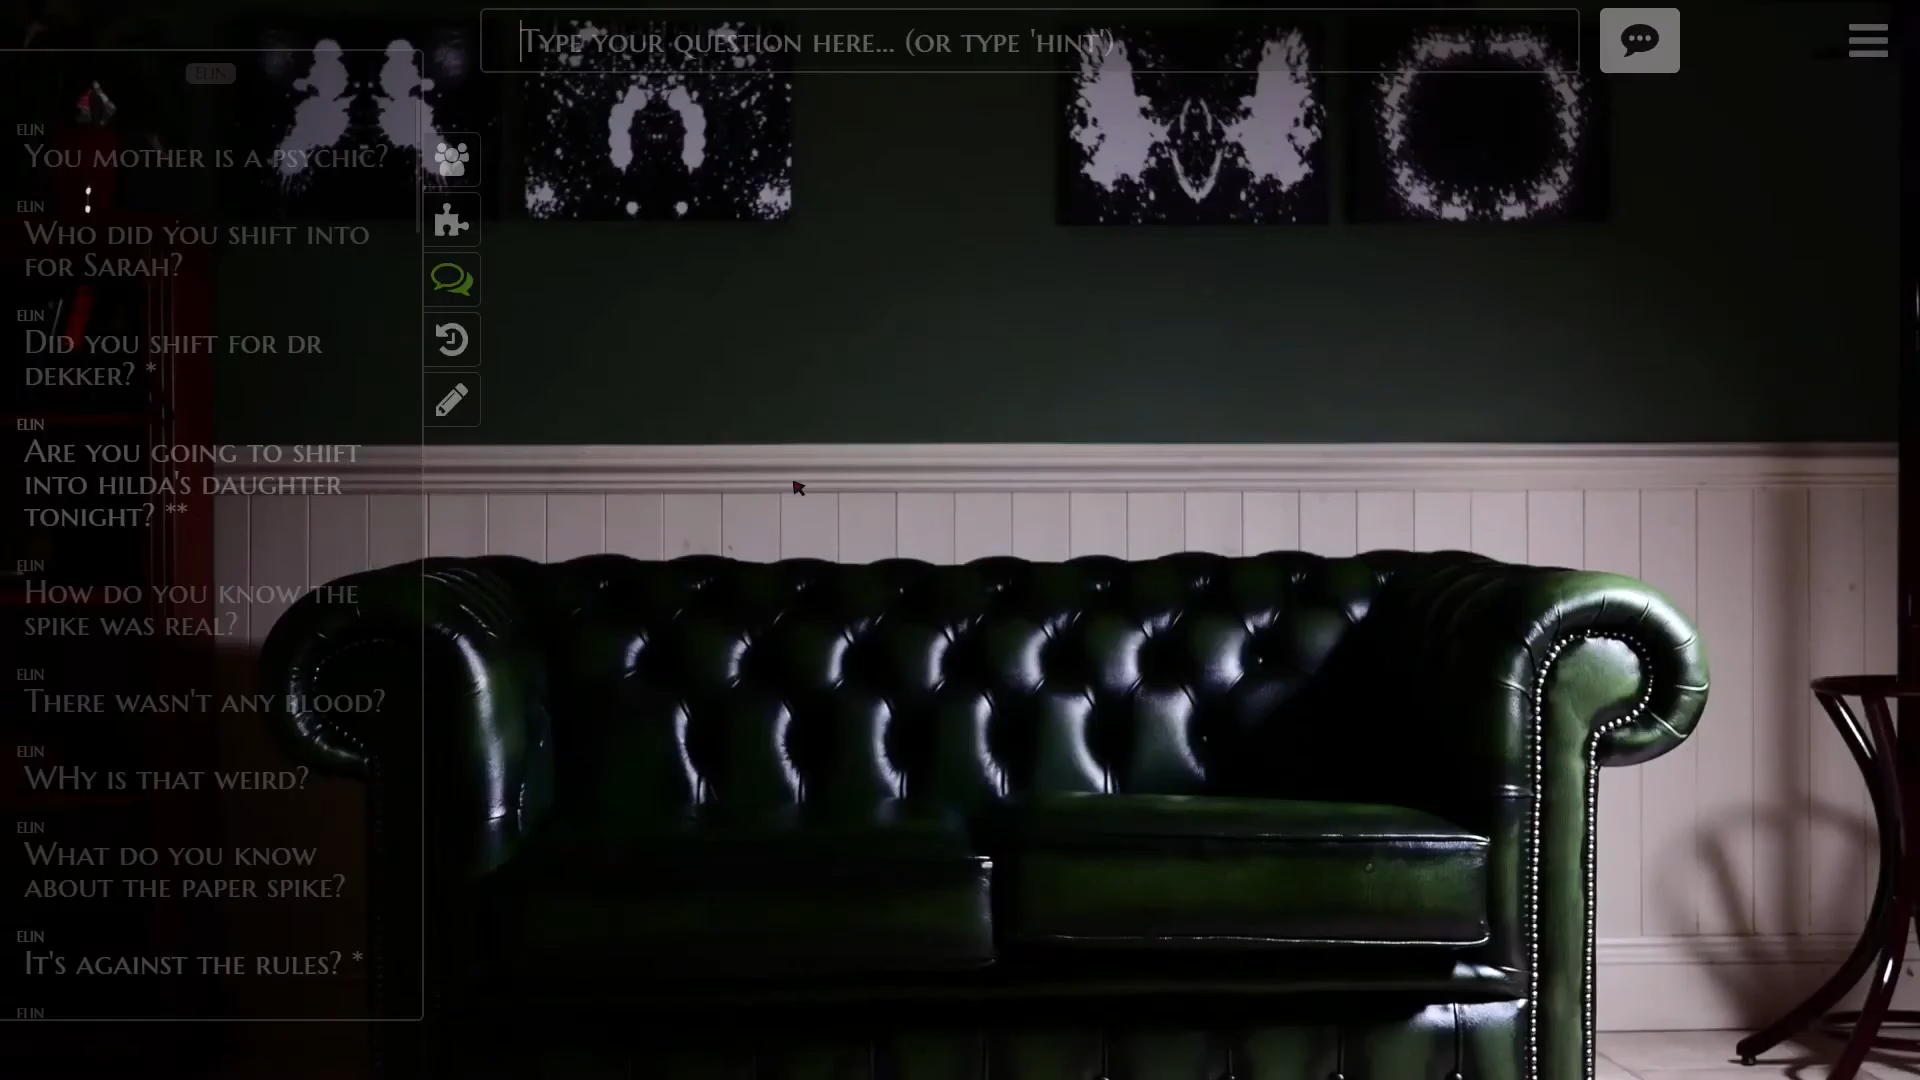 Type your question here... (or type 'hint')
Elin
Elin
You mother is a psychic?
Elin
Who did you shift into
for Sarah?
Elin
Did you shift for dr
dekker? *
Elin
Are you going to shift
into hilda's daughter
tonight? **
Elin
How do you know the
spike was real?
Elin
There wasn't any blood?
Elin
WHy is that weird?
Elin
What do you know
about the paper spike?
Elin
It's against the rules? *
Elin